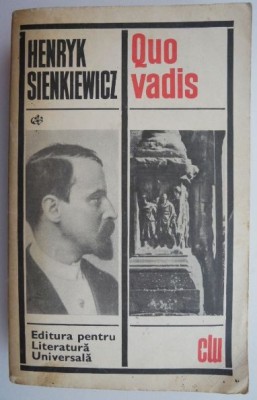 HENRYK
SIENKIEWICZ
Quo
vadis
Editura pentru
Literatură
Universală
clu